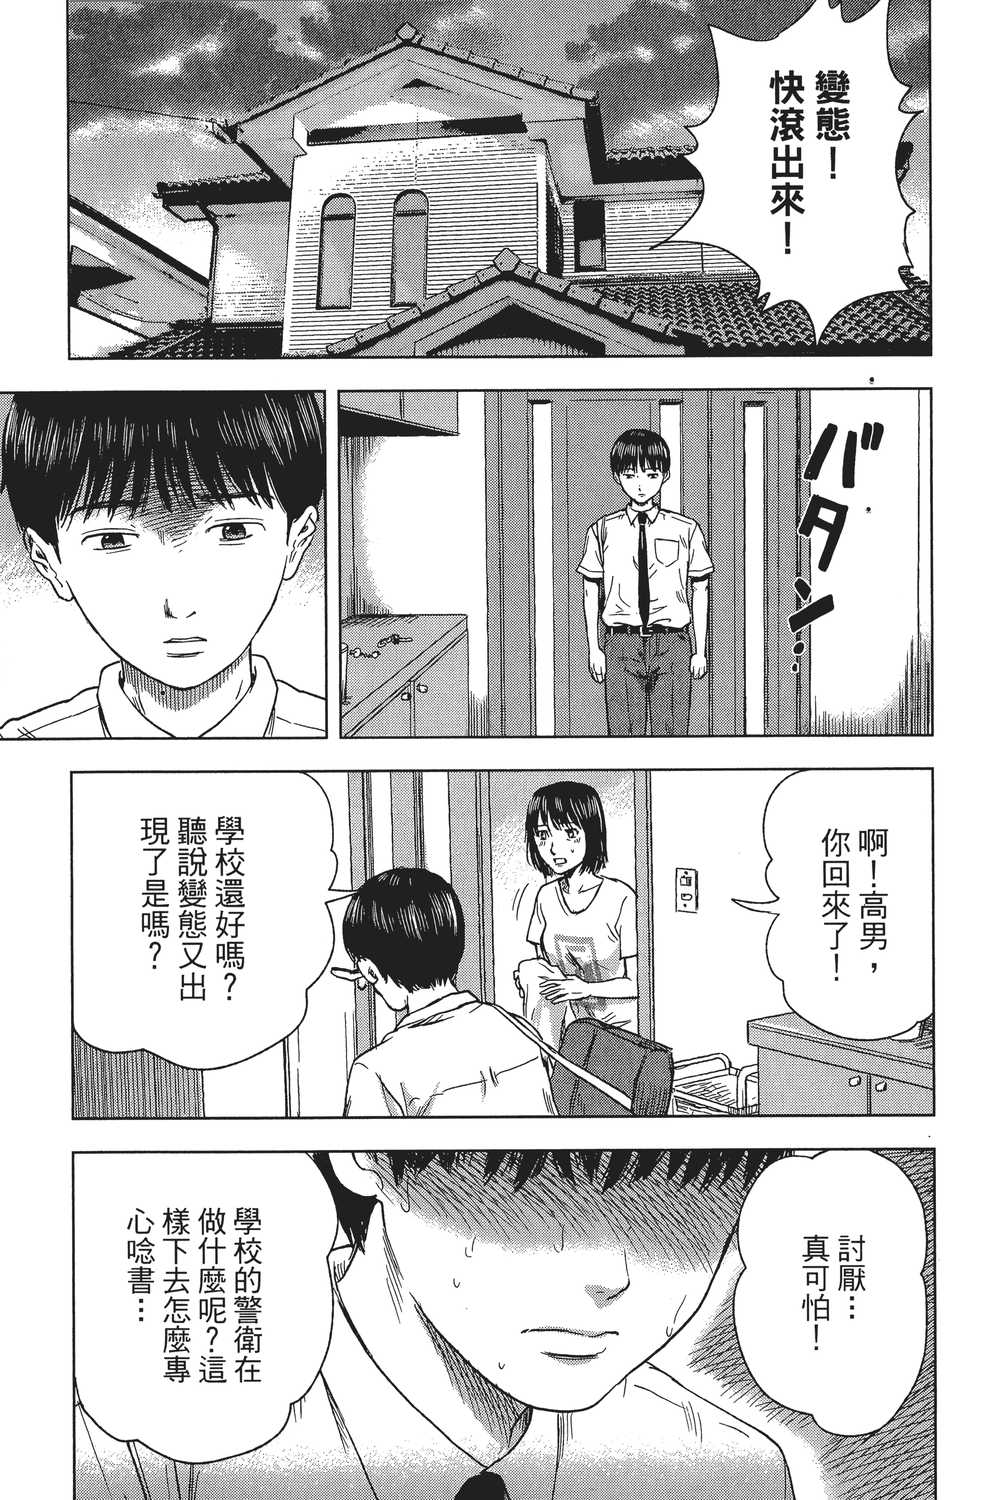 變態！
快滾出來！
バタン
啊！高男，
你回來了！
學校還好嗎？
聽說變態又出
現了是嗎？
討厭…
真可怕！
學校的警衛在
做什麼呢？這
樣下去怎麼專
心唸書…